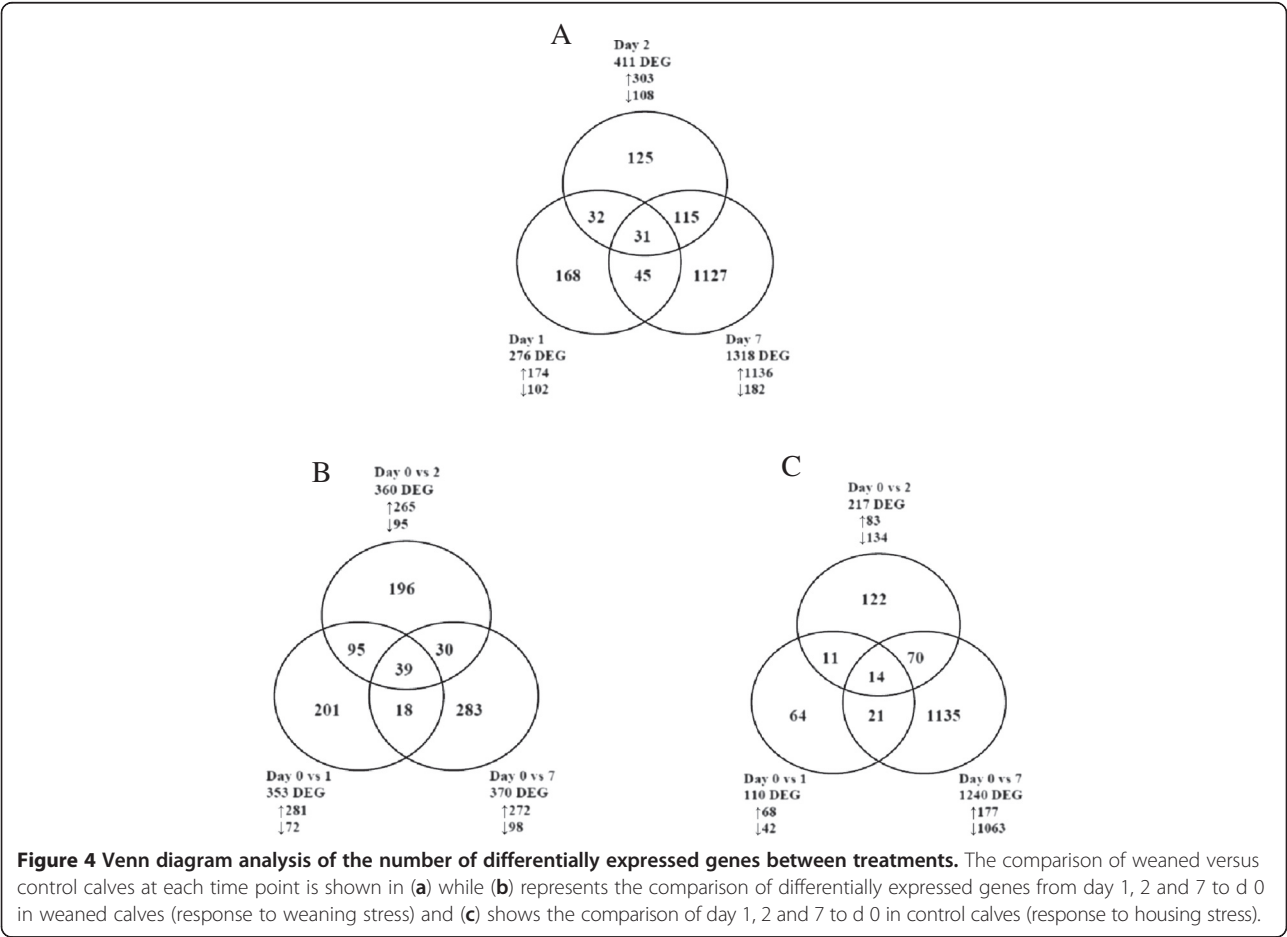 A
Day 2
411 DEG
↑303
↓108
125
32
115
31
168
45
1127
Day 1
276 DEG
↑174
↓102
Day 7
1318 DEG
↑1136
↓182
B
Day 0 vs 2
360 DEG
↑265
↓95
196
95
30
39
201
18
283
Day 0 vs 1
353 DEG
↑281
↓72
Day 0 vs 7
370 DEG
↑272
↓98
C
Day 0 vs 2
217 DEG
↑83
↓134
122
11
70
14
64
21
1135
Day 0 vs 1
110 DEG
↑68
↓42
Day 0 vs 7
1240 DEG
↑177
↓1063
Figure 4 Venn diagram analysis of the number of differentially expressed genes between treatments. The comparison of weaned versus
control calves at each time point is shown in (a) while (b) represents the comparison of differentially expressed genes from day 1, 2 and 7 to d 0
in weaned calves (response to weaning stress) and (c) shows the comparison of day 1, 2 and 7 to d 0 in control calves (response to housing stress).